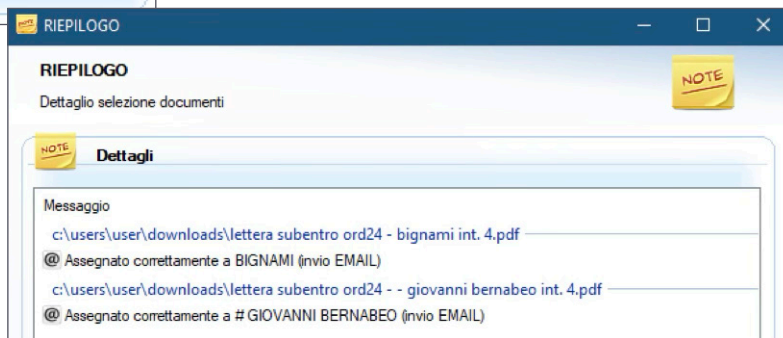 RIEPILOGO
RIEPILOGO
NOTE
Dettaglio selezione documenti
NOTE
Dettagli
Messaggio
c:\users\user\downloads\lettera subentro ord24 - bignami int. 4.pdf
@ Assegnato correttamente a BIGNAMI (invio EMAIL)
c:\users\user\downloads\lettera subentro ord24 - - giovanni bernabeo int. 4.pdf
@ Assegnato correttamente a # GIOVANNI BERNABEO (invio EMAIL)